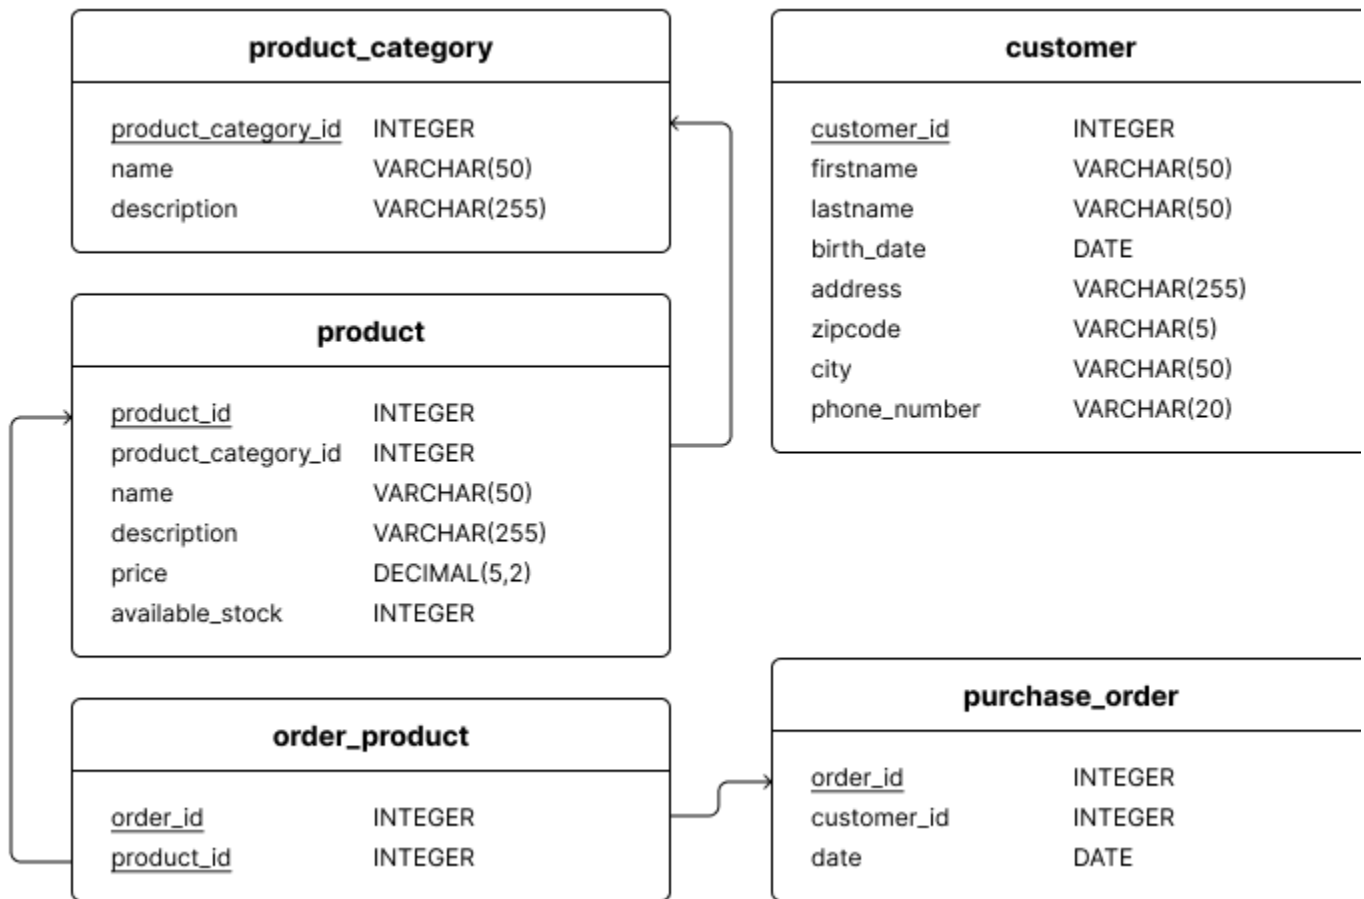 product_category
product_category_id INTEGER
name VARCHAR(50)
description VARCHAR(255)
customer
customer_id INTEGER
firstname VARCHAR(50)
lastname VARCHAR(50)
birth_date DATE
address VARCHAR(255)
zipcode VARCHAR(5)
city VARCHAR(50)
phone_number VARCHAR(20)
product
product_id INTEGER
product_category_id INTEGER
name VARCHAR(50)
description VARCHAR(255)
price DECIMAL(5,2)
available_stock INTEGER
order_product
order_id INTEGER
product_id INTEGER
purchase_order
order_id INTEGER
customer_id INTEGER
date DATE